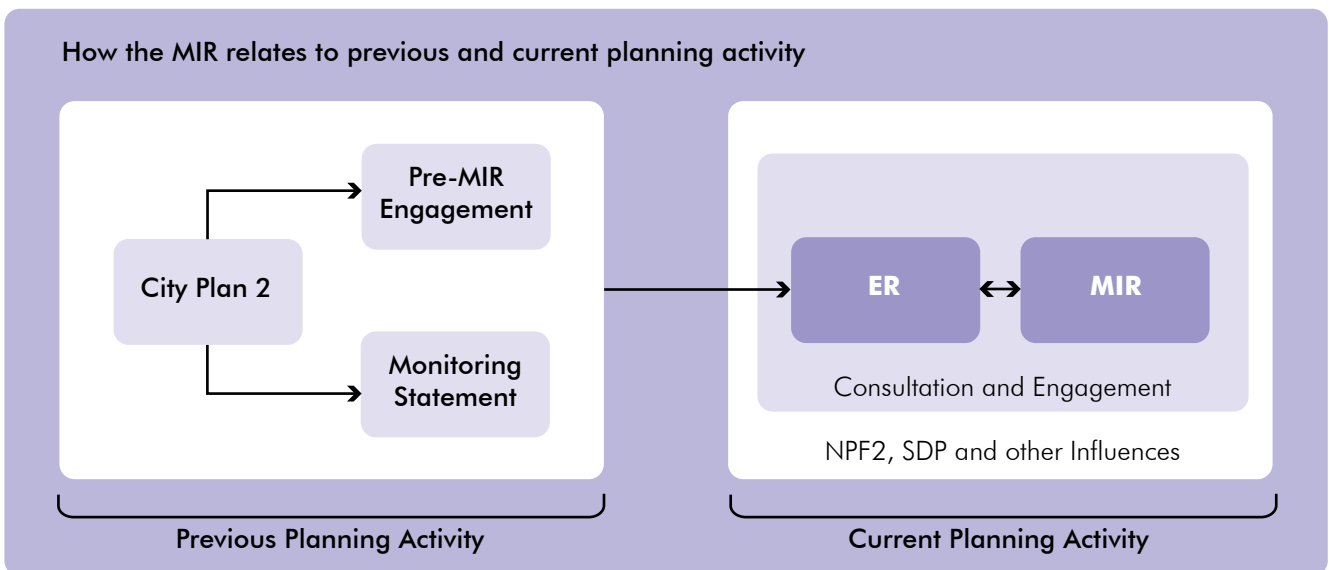 How the MIR relates to previous and current planning activity
City Plan 2
Pre-MIR
Engagement
Monitoring
Statement
Previous Planning Activity
ER
MIR
Consultation and Engagement
NPF2, SDP and other Influences
Current Planning Activity